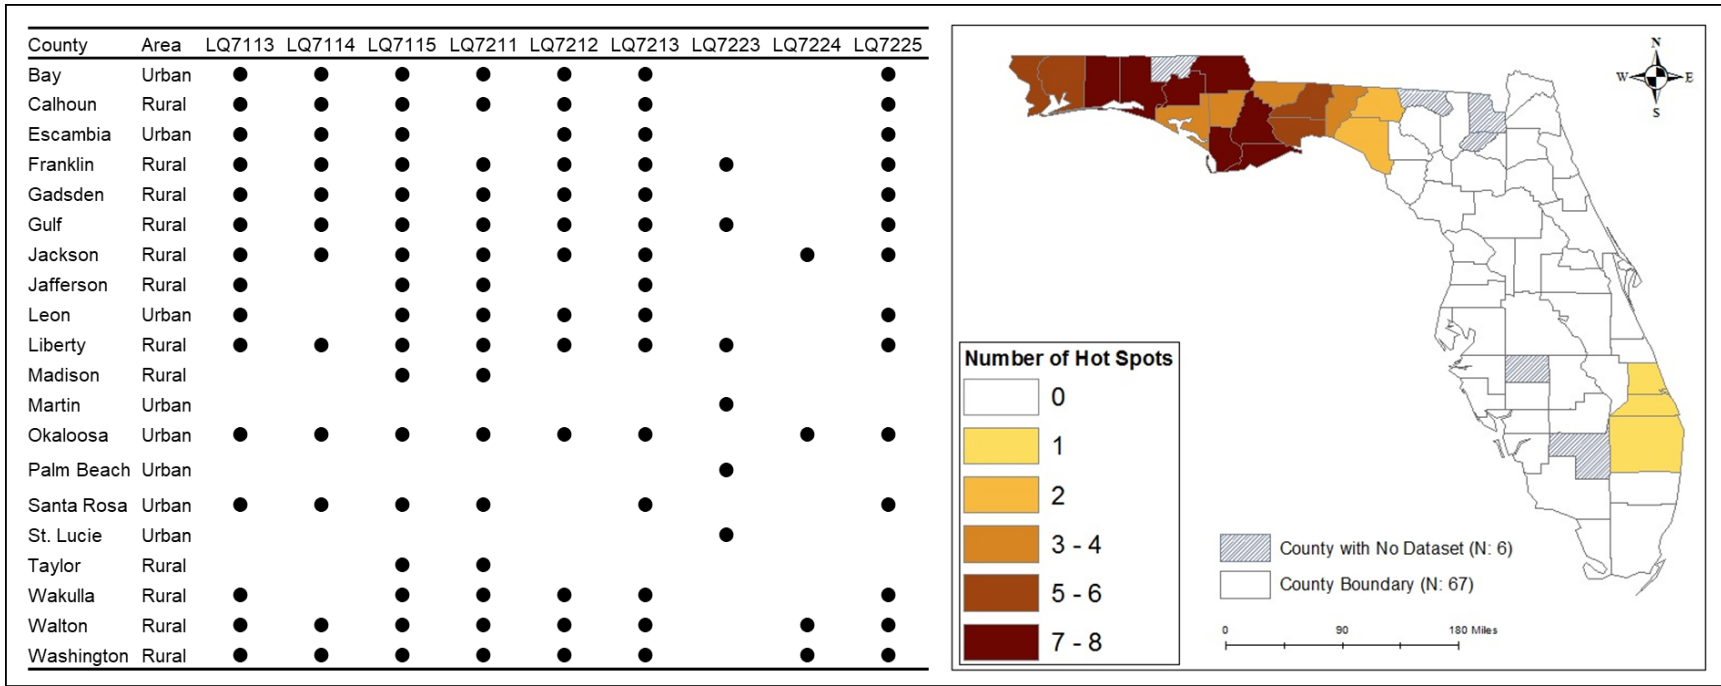 County Area LQ7113 LQ7114 LQ7115 LQ7211 LQ7212 LQ7213 LQ7223 LQ7224 LQ7225
Bay Urban ● ● ● ● ● ● ●
Calhoun Rural ● ● ● ● ● ● ●
Escambia Urban ● ● ● ● ● ●
Franklin Rural ● ● ● ● ● ● ● ●
Gadsden Rural ● ● ● ● ● ● ●
Gulf Rural ● ● ● ● ● ● ● ●
Jackson Rural ● ● ● ● ● ● ● ●
Jafferson Rural ● ● ● ●
Leon Urban ● ● ● ● ● ●
Liberty Rural ● ● ● ● ● ● ● ●
Madison Rural ● ●
Martin Urban ●
Okaloosa Urban ● ● ● ● ● ● ● ●
Palm Beach Urban ●
Santa Rosa Urban ● ● ● ● ● ●
St. Lucie Urban ●
Taylor Rural ● ●
Wakulla Rural ● ● ● ● ● ●
Walton Rural ● ● ● ● ● ● ● ●
Washington Rural ● ● ● ● ● ● ● ●
N
W E
S
Number of Hot Spots
0
1
2
3 - 4
5 - 6
7 - 8
County with No Dataset (N: 6)
County Boundary (N: 67)
0 90 180 Miles